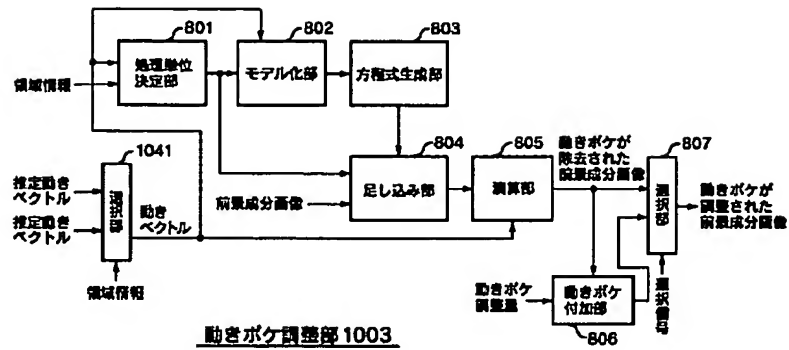 801
802
803
処理単位
決定部
モデル化部
方程式生成部
領域情報
1041
804
805
動きボケが
除去された
前景成分画像
807
推定動き
ベクトル
推定動き
ベクトル
選択部
動き
ベクトル
前景成分画像
足し込み部
演算部
選択部
動きボケが
調整された
前景成分画像
領域情報
動きボケ
調整量
動きボケ
付加部
選択信号
806
動きボケ調整部1003